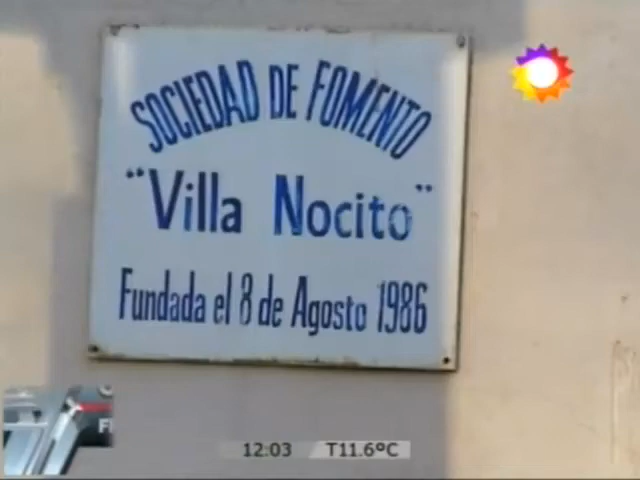 SOCIEDAD DE FOMENTO
"Villa Nocito"
Fundada el 8 de Agosto 1986
12:03 T11.6ºC